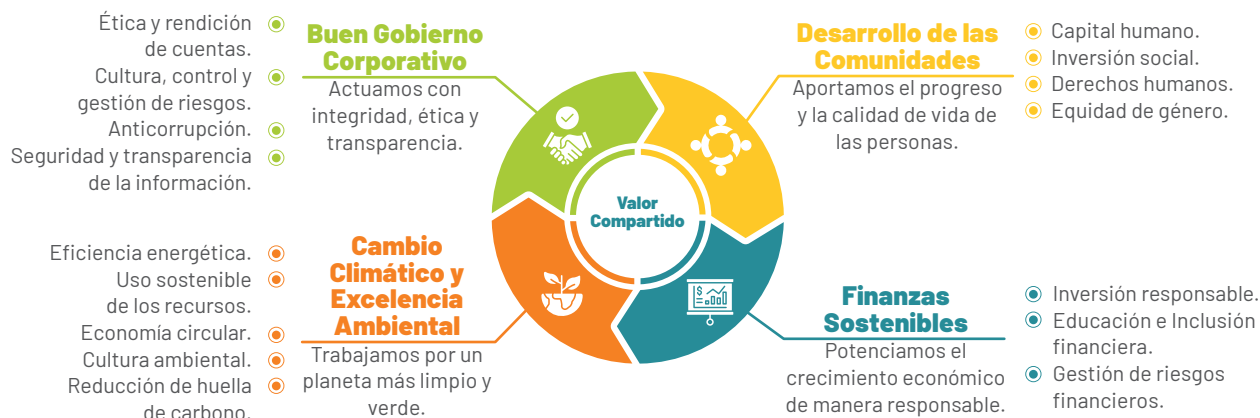 Ética y rendición
de cuentas.
Cultura, control y
gestión de riesgos.
Anticorrupción.
Seguridad y transparencia
de la información.
Buen Gobierno
Corporativo
Actuamos con
integridad, ética y
transparencia.
Desarrollo de las
Comunidades
Aportamos el progreso
y la calidad de vida de
las personas.
Capital humano.
Inversión social.
Derechos humanos.
Equidad de género.
Valor
Compartido
Eficiencia energética.
Uso sostenible
de los recursos.
Economía circular.
Cultura ambiental.
Reducción de huella
de carbono.
Cambio
Climático y
Excelencia
Ambiental
Trabajamos por un
planeta más limpio y
verde.
$
Finanzas
Sostenibles
Potenciamos el
crecimiento económico
de manera responsable.
Inversión responsable.
Educación e Inclusión
financiera.
Gestión de riesgos
financieros.